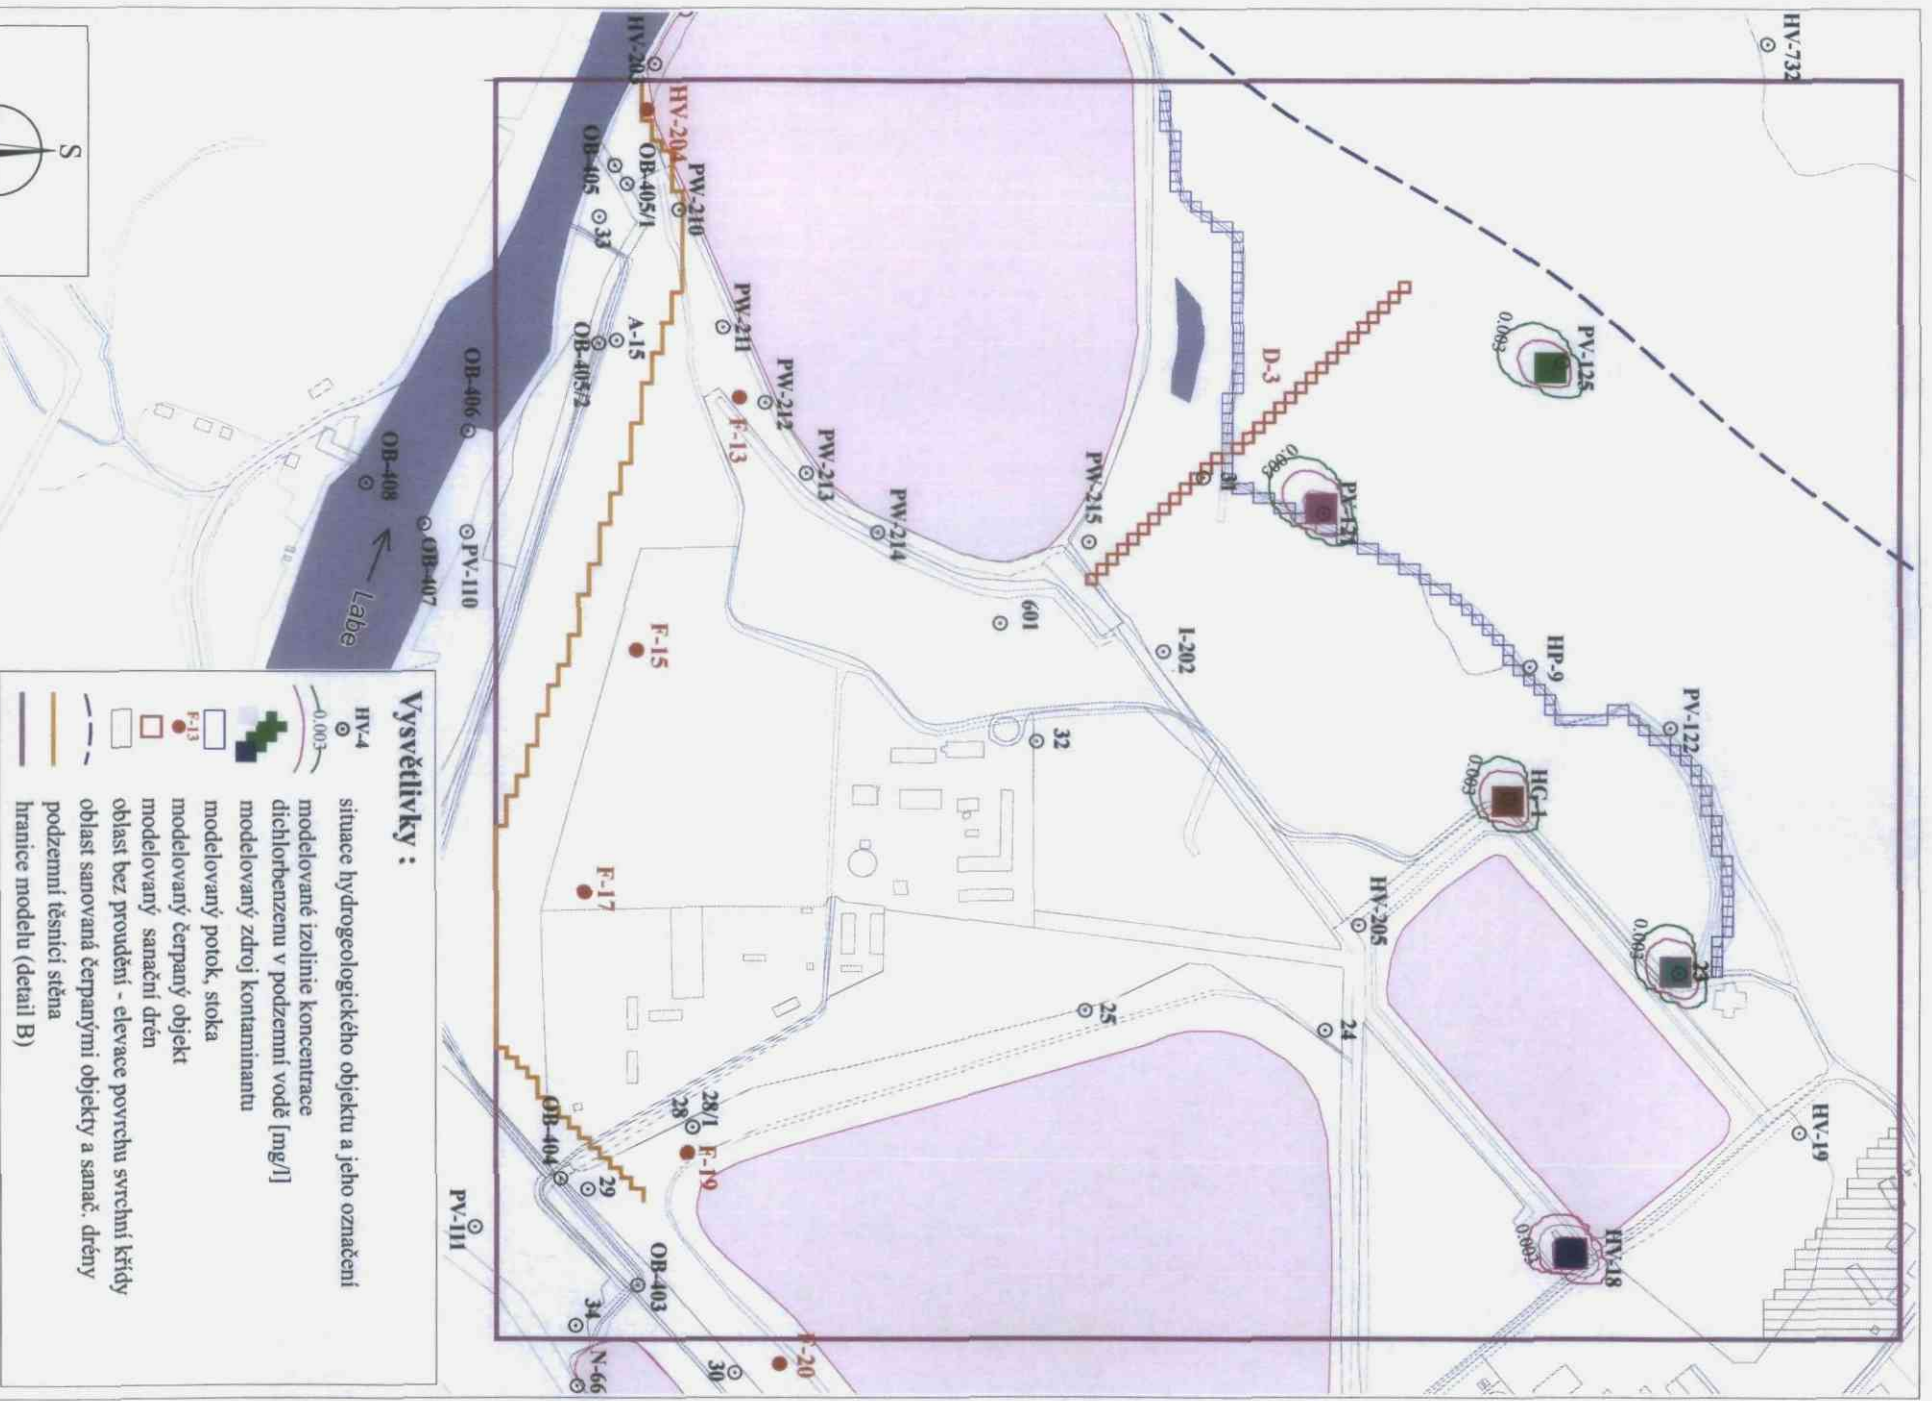 HV-732
HV-203
HV-204
OB-405
OB-405/1
PW-210
33
PW-211
A-15
OB-405/2
PW-212
F-13
OB-406
PW-213
OB-408
PW-214
PW-215
PV-110
OB-407
Labe
D-3
31
0.003
PV-125
0.003
601
I-202
F-15
32
HP-9
PV-122
0.003
HG-1
F-17
HV-205
0.003
23
25
24
28/1
28
F-19
OB-404
29
PV-111
HV-19
HV-18
OB-403
34
F-20
30
N-66
S
Vysvětlivky :
HV-4
situace hydrogeologického objektu a jeho označení
0.003
modelované izolinie koncentrace
dichlorbenzenu v podzemní vodě [mg/l]
modelovaný zdroj kontaminantu
modelovaný potok, stoka
F-13
modelovaný čerpaný objekt
modelovaný sanační drén
oblast bez proudění - elevace povrchu svrchní křídy
oblast sanovaná čerpanými objekty a sanač. drény
podzemní těsnící stěna
hranice modelu (detail B)